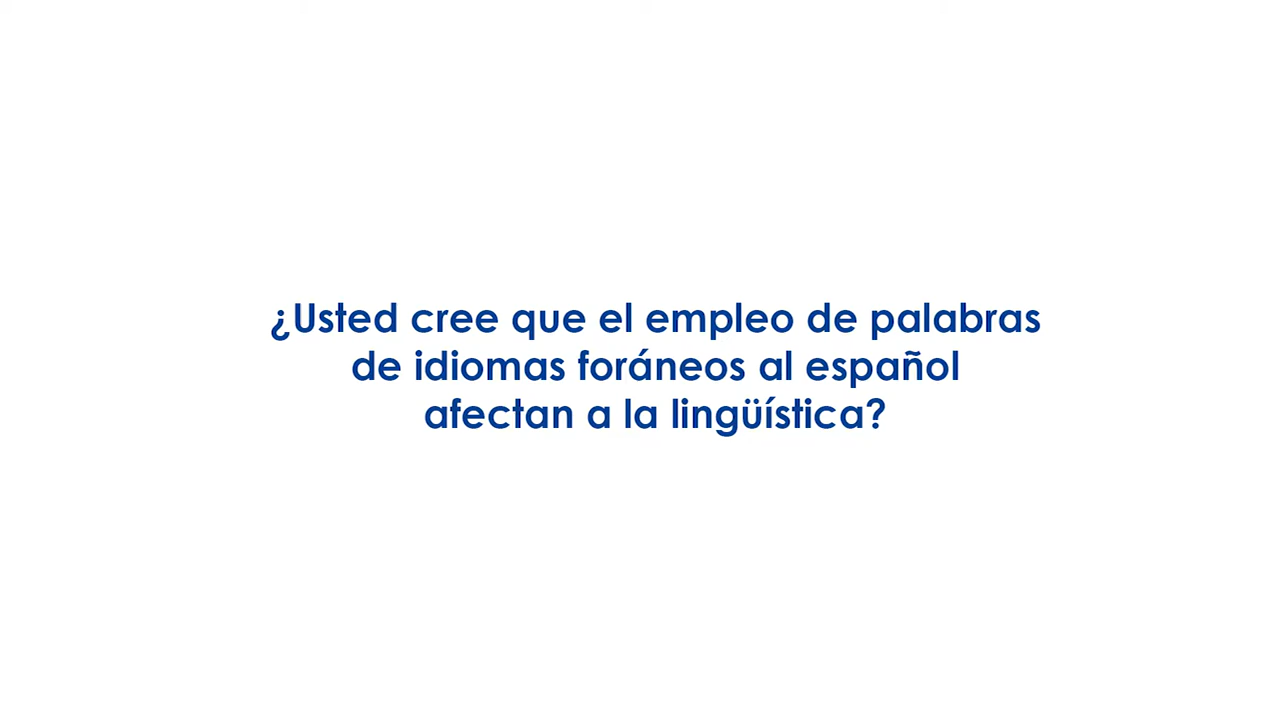 ¿Usted cree que el empleo de palabras
de idiomas foráneos al español
afectan a la lingüística?